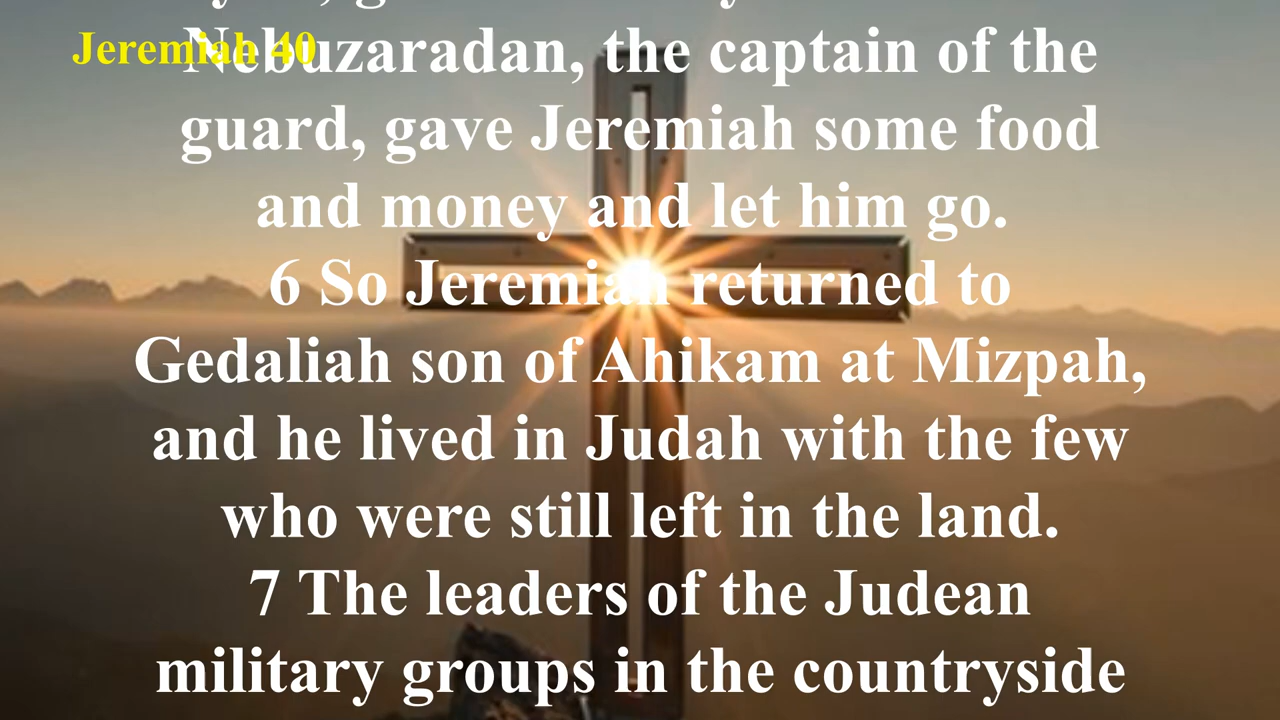 Jeremiah 40
Nebuzaradan, the captain of the
guard, gave Jeremiah some food
and money and let him go.
6 So Jeremiah returned to
Gedaliah son of Ahikam at Mizpah,
and he lived in Judah with the few
who were still left in the land.
7 The leaders of the Judean
military groups in the countryside